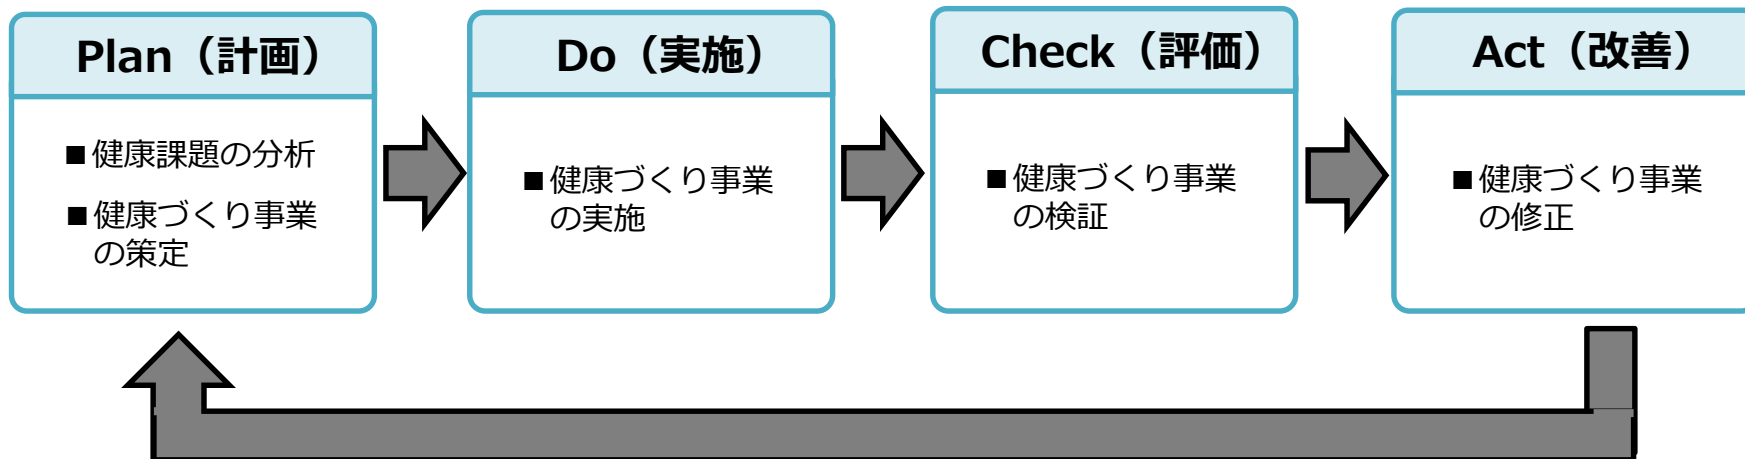 Plan（計画）
■健康課題の分析
■健康づくり事業
の策定
Do（実施）
■健康づくり事業
の実施
Check（評価）
■健康づくり事業
の検証
Act（改善）
■健康づくり事業
の修正